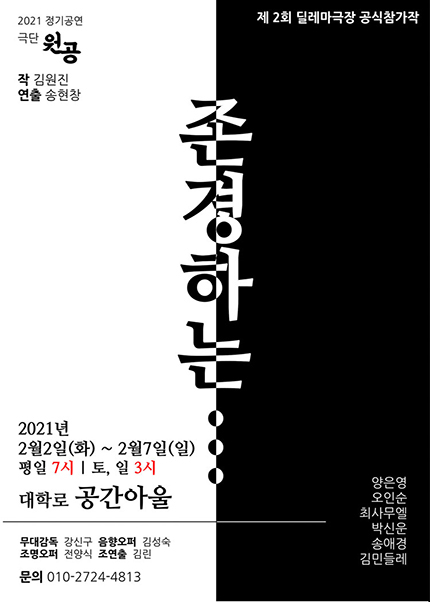 2021 정기공연
극단 원공
작 김원진
연출 송현창
제 2회 딜레마극장 공식참가작
존경하는...
2021년
2월2일(화) ~ 2월7일(일)
평일 7시 | 토, 일 3시
대학로 공간아울
양은영
오인순
최사무엘
박신운
송애경
김민들레
무대감독 강신구 음향오퍼 김성숙
조명오퍼 전양식 조연출 김린
문의 010-2724-4813